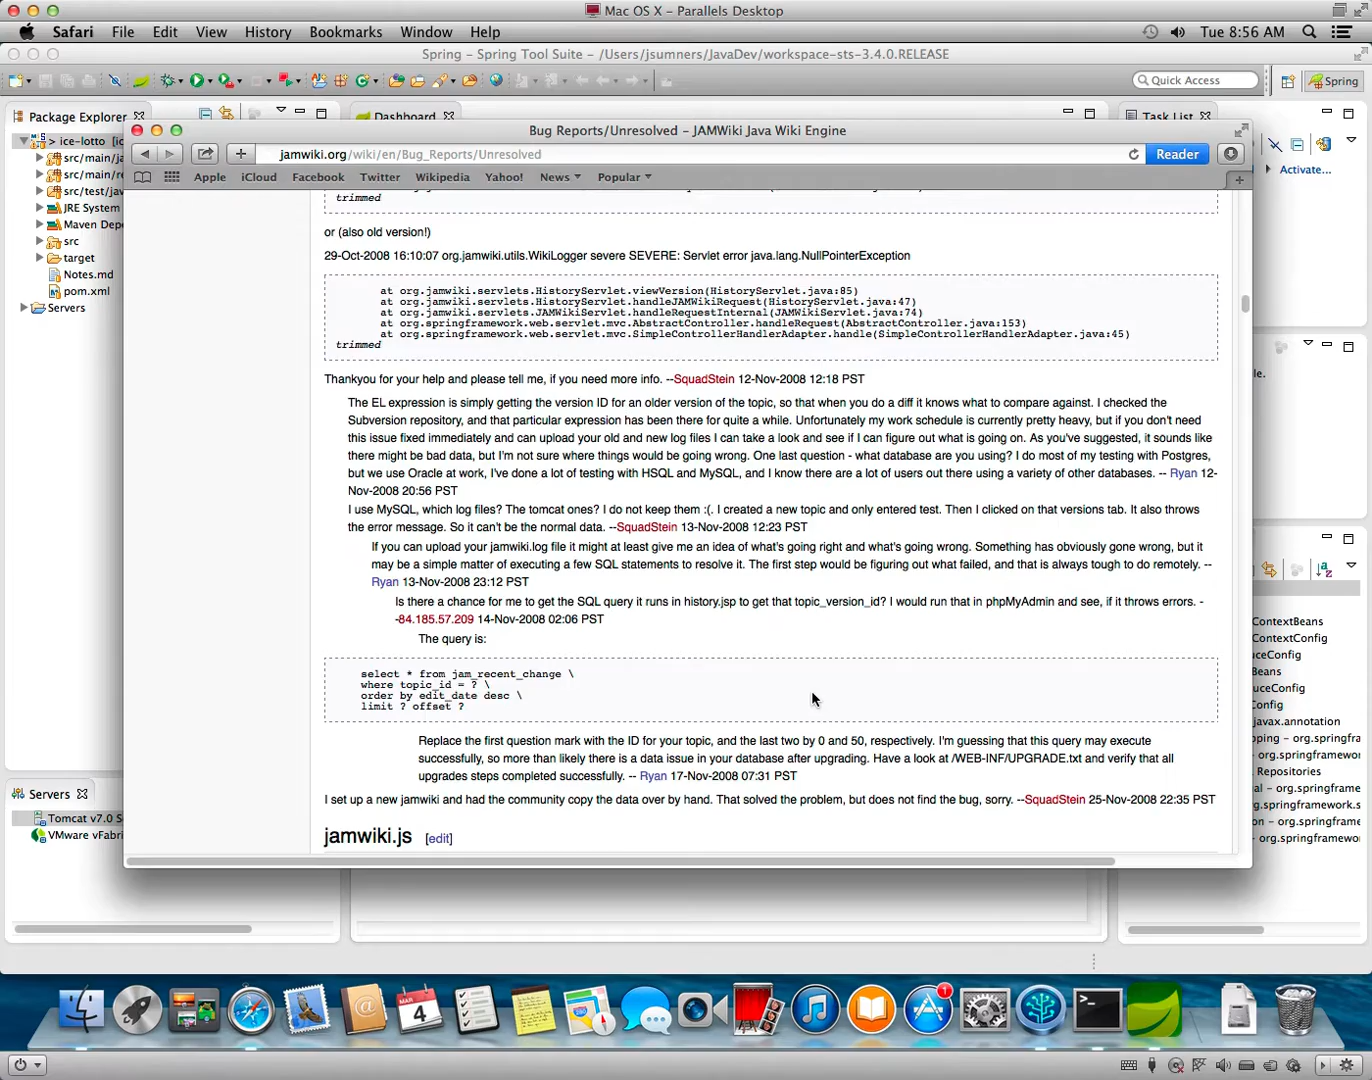 Mac OS X - Parallels Desktop
Safari File Edit View History Bookmarks Window Help Tue 8:56 AM
Spring – Spring Tool Suite – /Users/jsumners/JavaDev/workspace-sts-3.4.0.RELEASE
Quick Access Spring
Package Explorer Dashboard Task List
Bug Reports/Unresolved – JAMWiki Java Wiki Engine
> ice-lotto
jamwiki.org/wiki/en/Bug_Reports/Unresolved Reader
src/main/ja
src/main/re
Apple iCloud Facebook Twitter Wikipedia Yahoo! News Popular
Activate...
src/test/jav
JRE System
Maven Depe
src
target
Notes.md
pom.xml
Servers
trimmed
or (also old version!)
29-Oct-2008 16:10:07 org.jamwiki.utils.WikiLogger severe SEVERE: Servlet error java.lang.NullPointerException
at org.jamwiki.servlets.HistoryServlet.viewVersion(HistoryServlet.java:85)
at org.jamwiki.servlets.HistoryServlet.handleJAMWikiRequest(HistoryServlet.java:47)
at org.jamwiki.servlets.JAMWikiServlet.handleRequestInternal(JAMWikiServlet.java:74)
at org.springframework.web.servlet.mvc.AbstractController.handleRequest(AbstractController.java:153)
at org.springframework.web.servlet.mvc.SimpleControllerHandlerAdapter.handle(SimpleControllerHandlerAdapter.java:45)
trimmed
Thankyou for your help and please tell me, if you need more info. --SquadStein 12-Nov-2008 12:18 PST
The EL expression is simply getting the version ID for an older version of the topic, so that when you do a diff it knows what to compare against. I checked the
Subversion repository, and that particular expression has been there for quite a while. Unfortunately my work schedule is currently pretty heavy, but if you don't need
this issue fixed immediately and can upload your old and new log files I can take a look and see if I can figure out what is going on. As you've suggested, it sounds like
there might be bad data, but I'm not sure where things would be going wrong. One last question - what database are you using? I do most of my testing with Postgres,
but we use Oracle at work, I've done a lot of testing with HSQL and MySQL, and I know there are a lot of users out there using a variety of other databases. -- Ryan 12-
Nov-2008 20:56 PST
I use MySQL, which log files? The tomcat ones? I do not keep them :(. I created a new topic and only entered test. Then I clicked on that versions tab. It also throws
the error message. So it can't be the normal data. --SquadStein 13-Nov-2008 12:23 PST
If you can upload your jamwiki.log file it might at least give me an idea of what's going right and what's going wrong. Something has obviously gone wrong, but it
may be a simple matter of executing a few SQL statements to resolve it. The first step would be figuring out what failed, and that is always tough to do remotely. --
Ryan 13-Nov-2008 23:12 PST
Is there a chance for me to get the SQL query it runs in history.jsp to get that topic_version_id? I would run that in phpMyAdmin and see, if it throws errors. -
-84.185.57.209 14-Nov-2008 02:06 PST
The query is:
select * from jam_recent_change \
where topic_id = ? \
order by edit_date desc \
limit ? offset ?
Replace the first question mark with the ID for your topic, and the last two by 0 and 50, respectively. I'm guessing that this query may execute
successfully, so more than likely there is a data issue in your database after upgrading. Have a look at /WEB-INF/UPGRADE.txt and verify that all
upgrades steps completed successfully. -- Ryan 17-Nov-2008 07:31 PST
I set up a new jamwiki and had the community copy the data over by hand. That solved the problem, but does not find the bug, sorry. --SquadStein 25-Nov-2008 22:35 PST
jamwiki.js [edit]
Servers
Tomcat v7.0 S
VMware vFabri
ContextBeans
ContextConfig
uceConfig
Beans
uceConfig
Config
javax.annotation
pping - org.springfr
Repositories
al - org.springframe
on - org.springframe
- org.springframewo
MAR
4
1